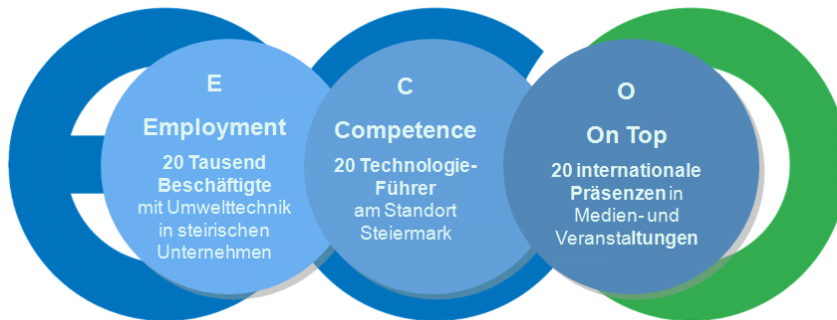 E
Employment
20 Tausend
Beschäftigte
mit Umwelttechnik
in steirischen
Unternehmen
C
Competence
20 Technologie-
Führer
am Standort
Steiermark
O
On Top
20 internationale
Präsenzen in
Medien- und
Veranstaltungen